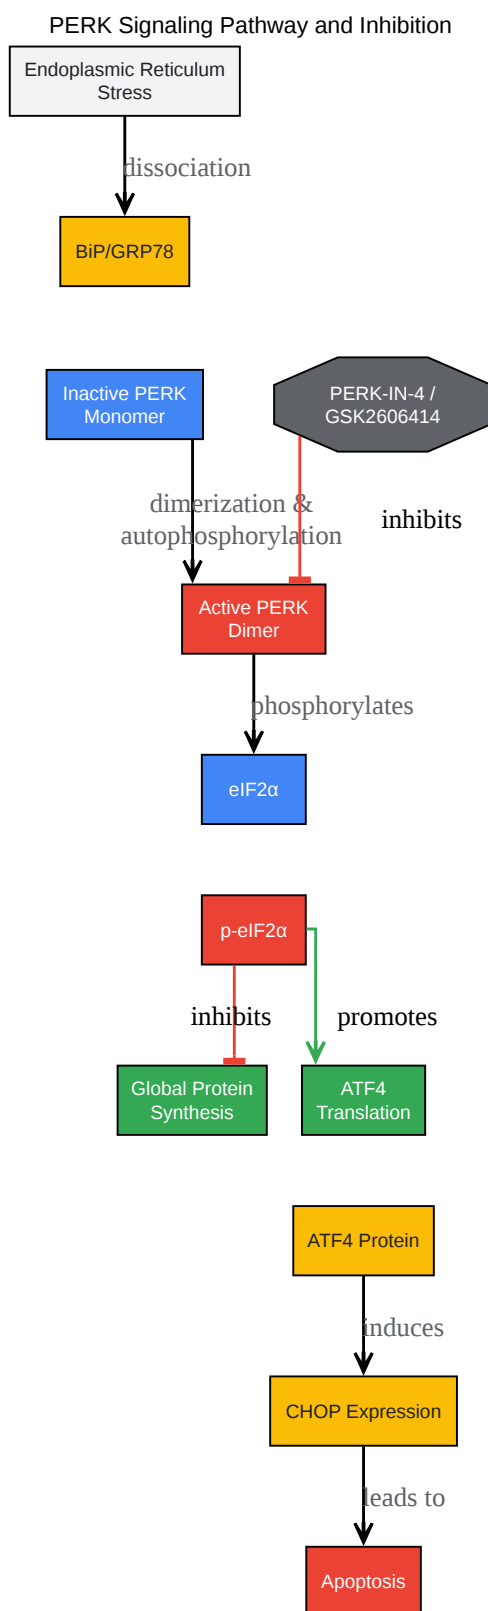 PERK Signaling Pathway and Inhibition
Endoplasmic Reticulum
Stress
dissociation
BiP/GRP78
Inactive PERK
Monomer
PERK-IN-4 /
GSK2606414
dimerization &
autophosphorylation
inhibits
Active PERK
Dimer
phosphorylates
eIF2α
p-eIF2α
inhibits
promotes
Global Protein
Synthesis
ATF4
Translation
ATF4 Protein
induces
CHOP Expression
leads to
Apoptosis